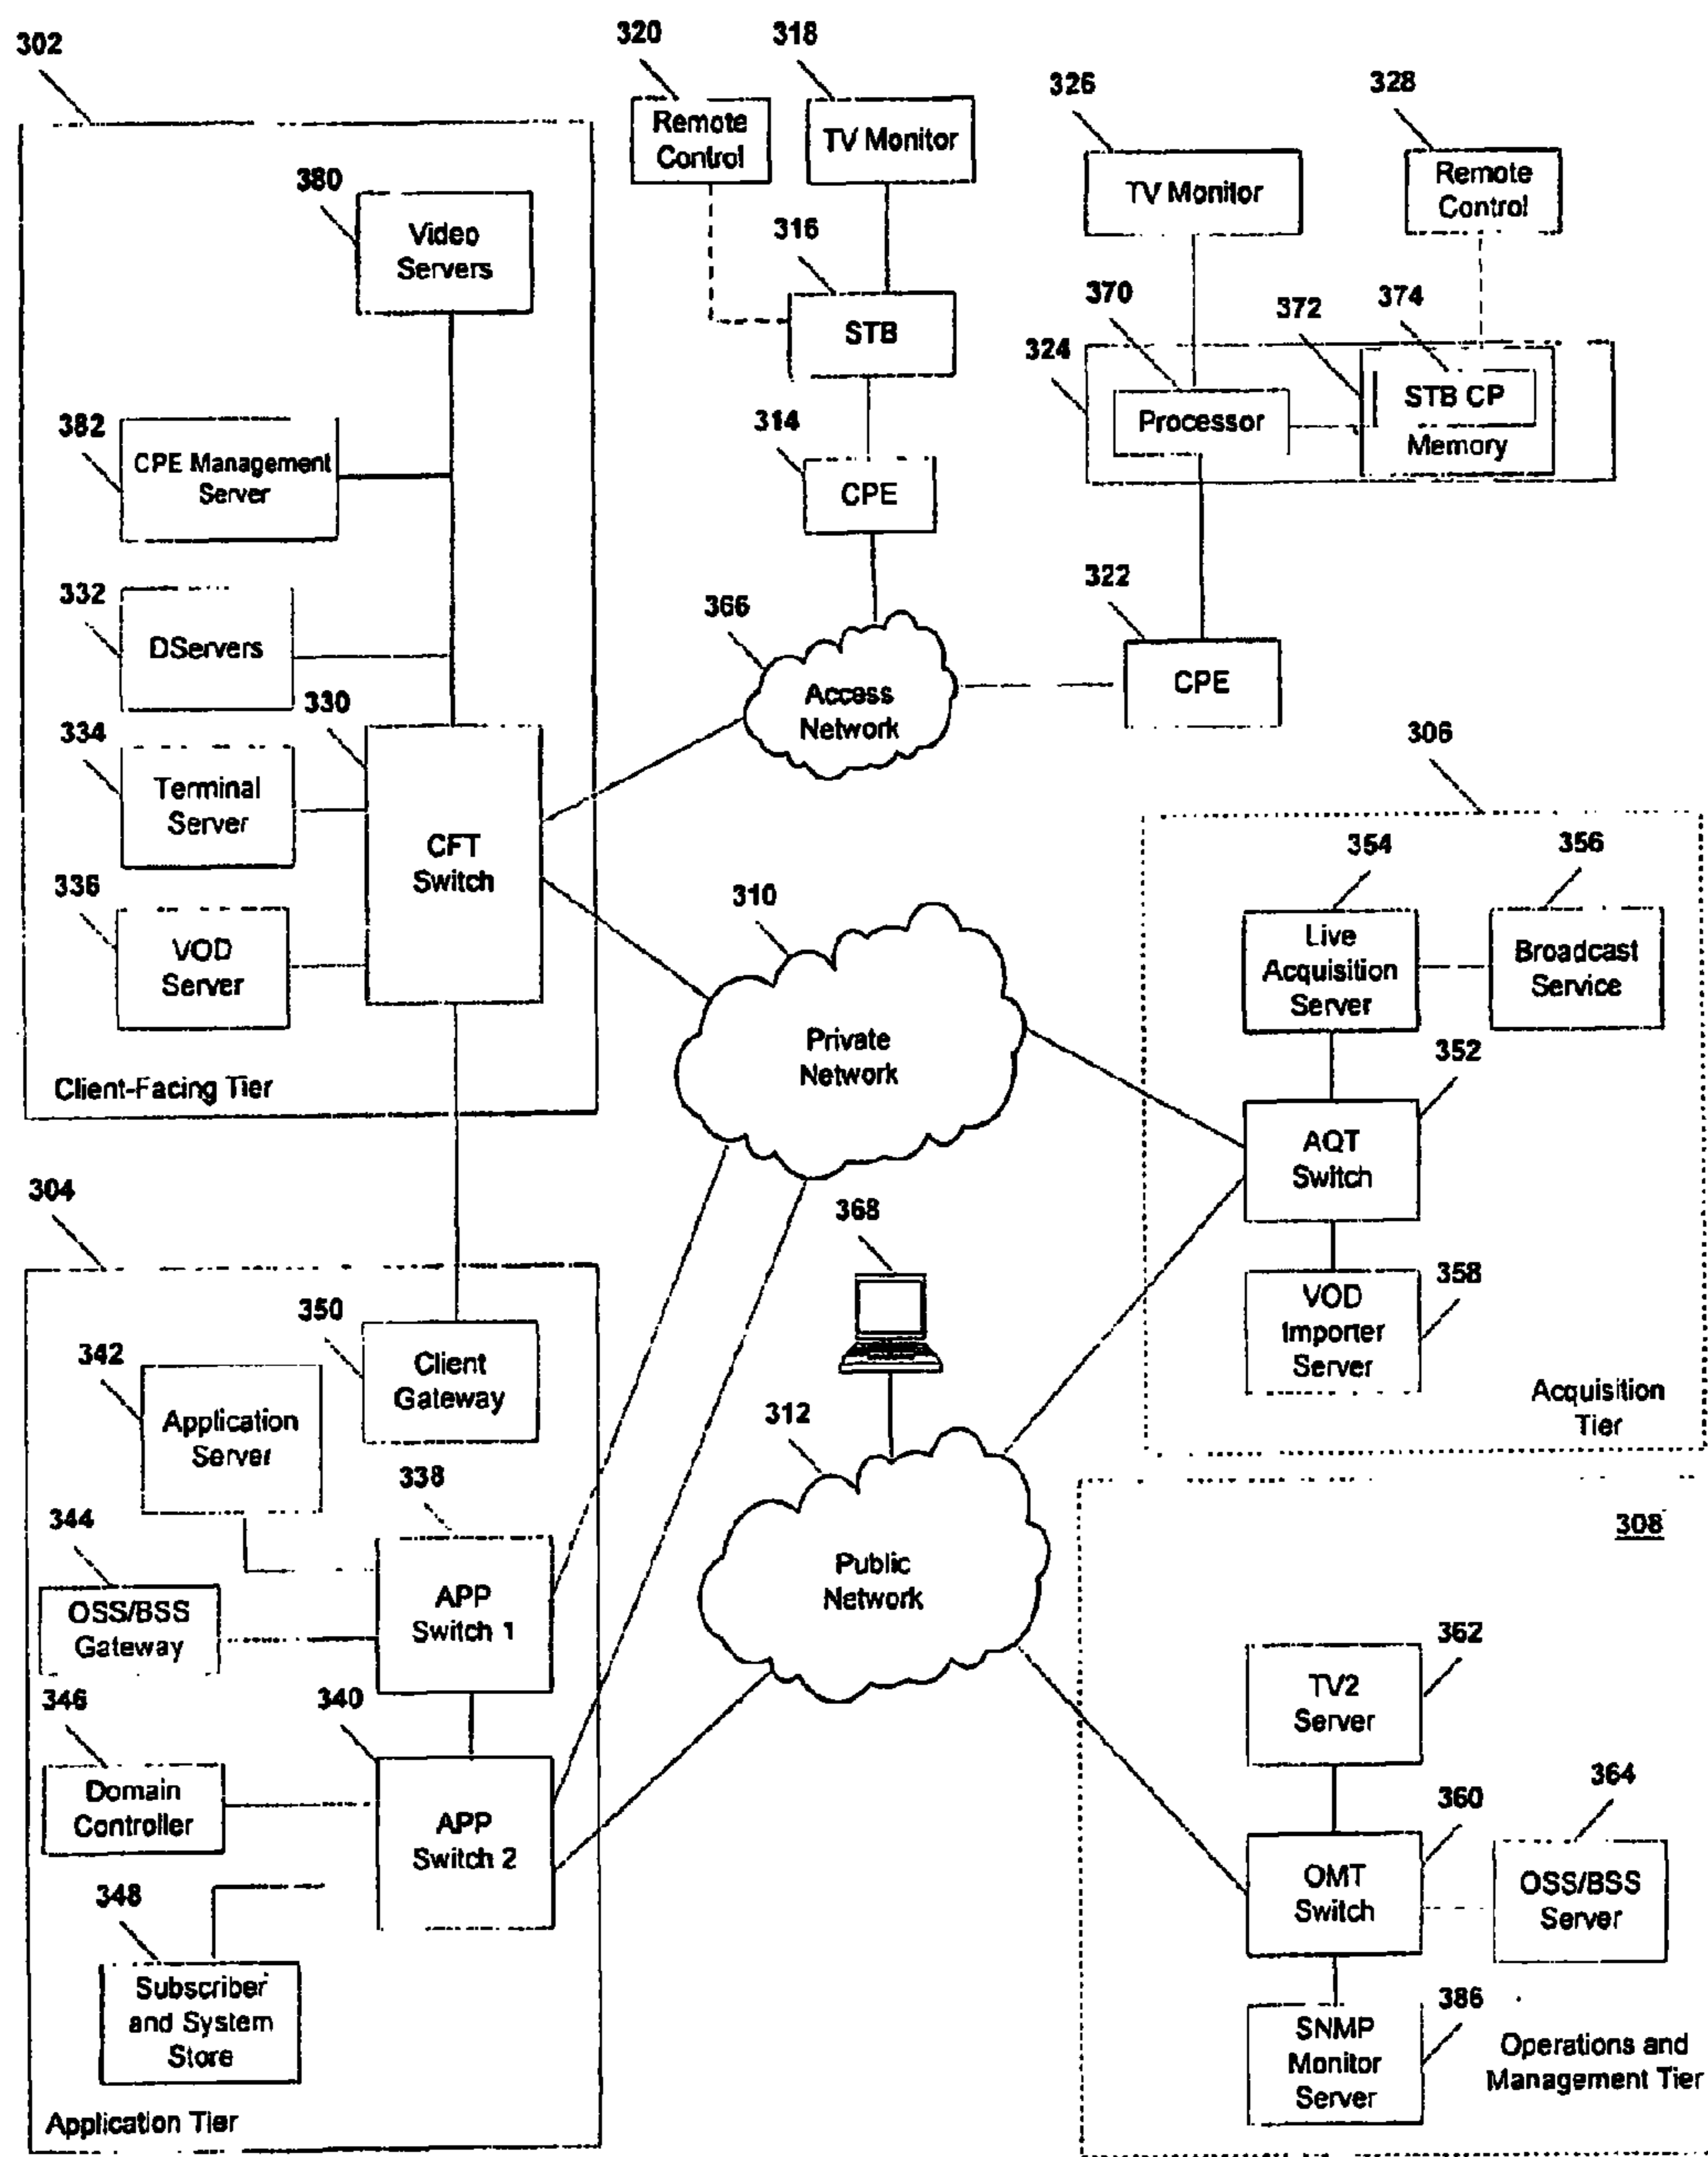 302
320
318
326
328
Remote
Control
TV Monitor
TV Monitor
Remote
Control
380
Video
Servers
316
STB
370
372
374
324
Processor
STB CP
Memory
382
CPE Management
Server
314
CPE
332
DServers
366
Access
Network
322
CPE
330
334
Terminal
Server
CFT
Switch
336
VOD
Server
Client-Facing Tier
306
354
356
Live
Acquisition
Server
Broadcast
Service
310
Private
Network
352
AQT
Switch
358
VOD
Importer
Server
Acquisition
Tier
304
350
Client
Gateway
342
Application
Server
368
312
Public
Network
338
APP
Switch 1
344
OSS/BSS
Gateway
346
Domain
Controller
340
APP
Switch 2
348
Subscriber
and System
Store
Application Tier
308
362
TV2
Server
360
OMT
Switch
364
OSS/BSS
Server
386
SNMP
Monitor
Server
Operations and
Management Tier